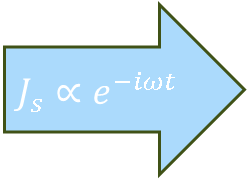 J_s ∝ e^{-iωt}